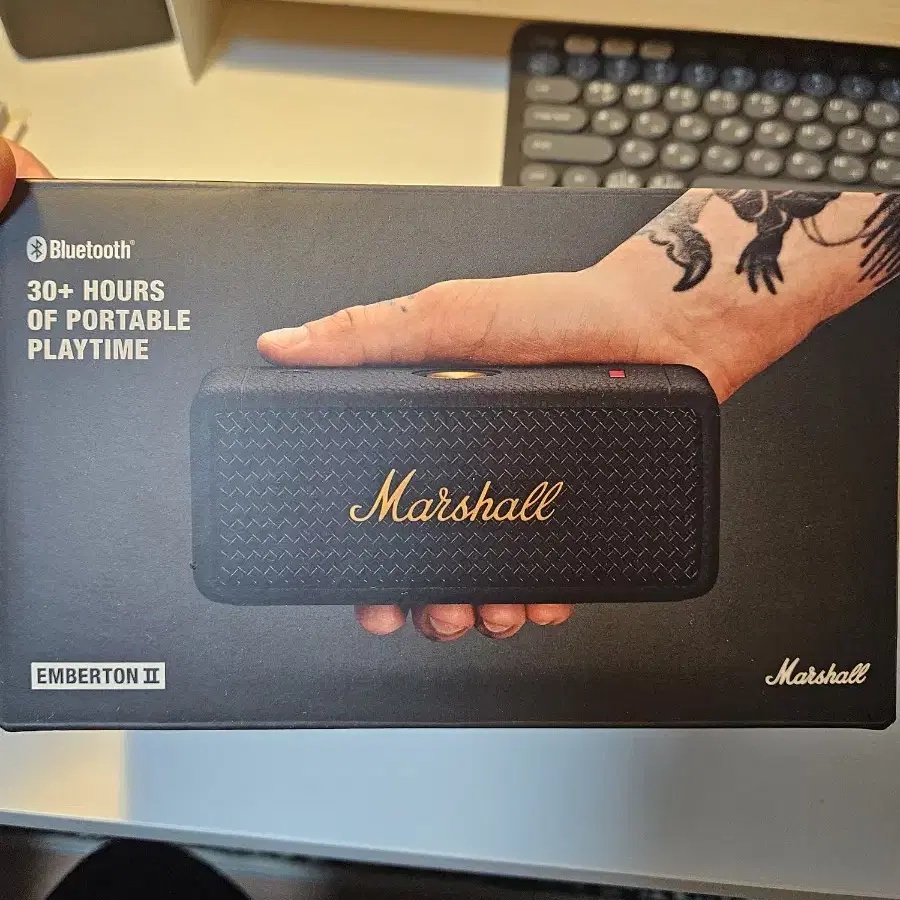 Bluetooth®
30+ HOURS
OF PORTABLE
PLAYTIME
Marshall
EMBERTON II
Marshall